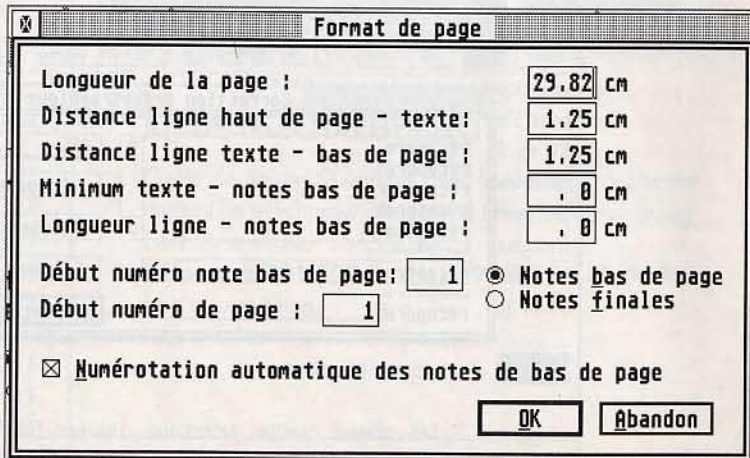 Format de page
Longueur de la page : 29.82 cm
Distance ligne haut de page - texte: 1.25 cm
Distance ligne texte - bas de page : 1.25 cm
Minimum texte - notes bas de page : . 0 cm
Longueur ligne - notes bas de page : . 0 cm
Début numéro note bas de page: 1 Notes bas de page
Début numéro de page : 1 Notes finales
Numérotation automatique des notes de bas de page
OK Abandon